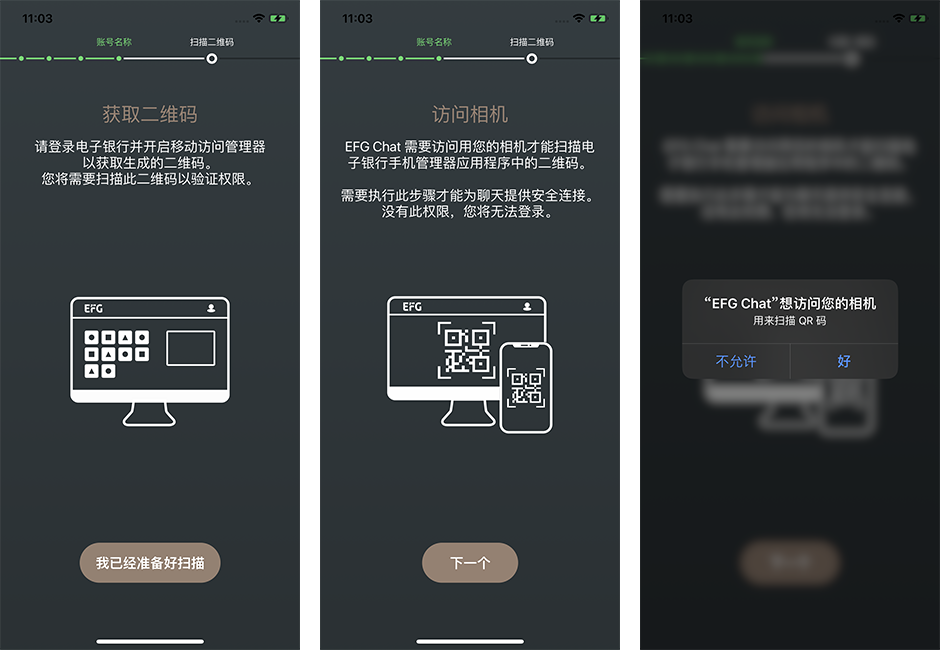 11:03
账号名称
扫描二维码
获取二维码
请登录电子银行并开启移动访问管理器
以获取生成的二维码。
您将需要扫描此二维码以验证权限。
EFG
我已经准备好扫描
11:03
账号名称
扫描二维码
访问相机
EFG Chat 需要访问用您的相机才能扫描电
子银行手机管理器应用程序中的二维码。
需要执行此步骤才能为聊天提供安全连接。
没有此权限，您将无法登录。
EFG
下一个
11:03
“EFG Chat”想访问您的相机
用来扫描 QR 码
不允许
好